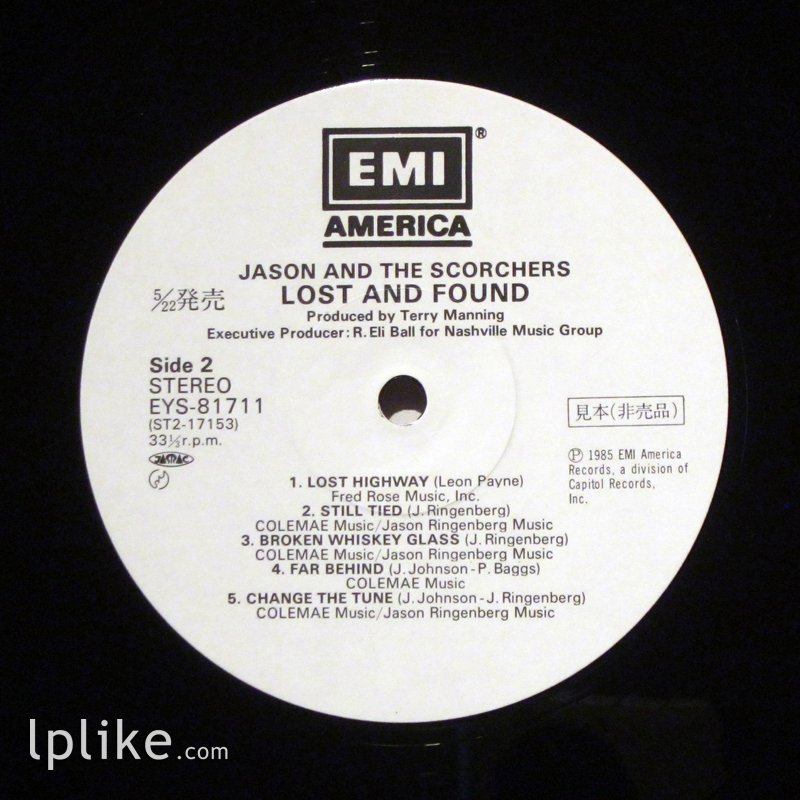 EMI ®
AMERICA
JASON AND THE SCORCHERS
5/22発売
LOST AND FOUND
Produced by Terry Manning
Executive Producer: R. Eli Ball for Nashville Music Group
Side 2
STEREO
EYS-81711
(ST2-17153)
33⅓r.p.m.
JASRAC
見本(非売品)
Ⓟ 1985 EMI America
Records, a division of
Capitol Records,
Inc.
1. LOST HIGHWAY (Leon Payne)
Fred Rose Music, Inc.
2. STILL TIED (J. Ringenberg)
COLEMAE Music/Jason Ringenberg Music
3. BROKEN WHISKEY GLASS (J. Ringenberg)
COLEMAE Music/Jason Ringenberg Music
4. FAR BEHIND (J. Johnson-P. Baggs)
COLEMAE Music
5. CHANGE THE TUNE (J. Johnson-J. Ringenberg)
COLEMAE Music/Jason Ringenberg Music
lplike.com